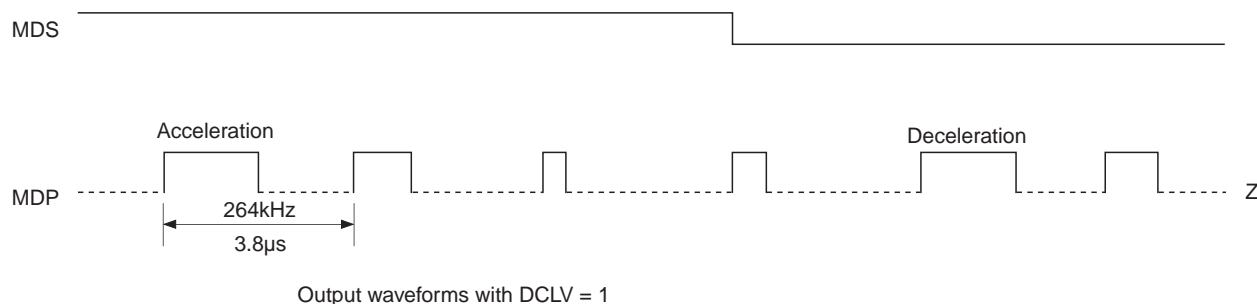 MDS
Acceleration
Deceleration
MDP
Z
264kHz
3.8µs
Output waveforms with DCLV = 1